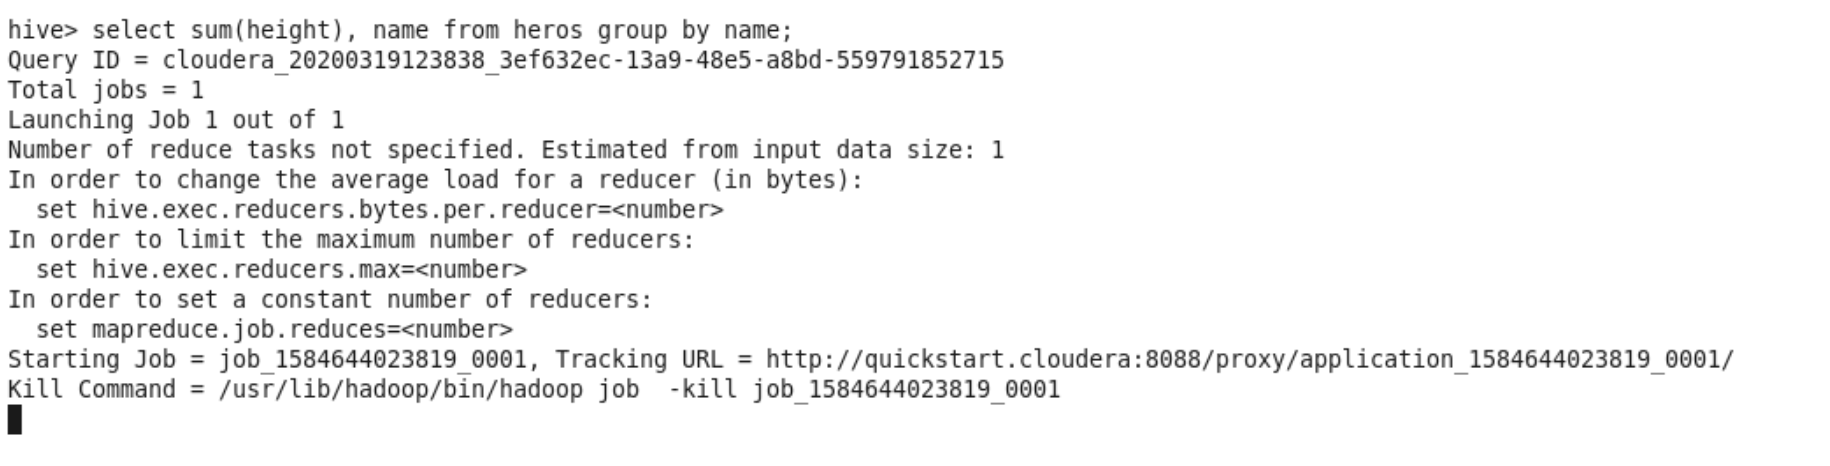 hive> select sum(height), name from heros group by name;
Query ID = cloudera_20200319123838_3ef632ec-13a9-48e5-a8bd-559791852715
Total jobs = 1
Launching Job 1 out of 1
Number of reduce tasks not specified. Estimated from input data size: 1
In order to change the average load for a reducer (in bytes):
  set hive.exec.reducers.bytes.per.reducer=<number>
In order to limit the maximum number of reducers:
  set hive.exec.reducers.max=<number>
In order to set a constant number of reducers:
  set mapreduce.job.reduces=<number>
Starting Job = job_1584644023819_0001, Tracking URL = http://quickstart.cloudera:8088/proxy/application_1584644023819_0001/
Kill Command = /usr/lib/hadoop/bin/hadoop job  -kill job_1584644023819_0001